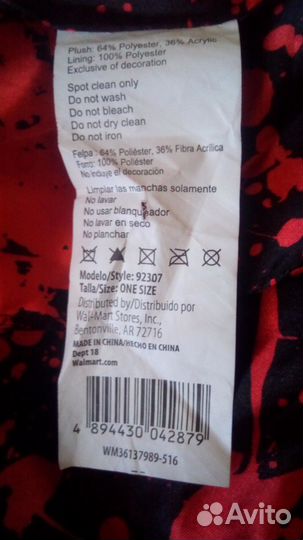 Plush: 64% Polyester, 36% Acrylic
Lining: 100% Polyester
Exclusive of decoration
Spot clean only
Do not wash
Do not bleach
Do not dry clean
Do not iron
Felpa : 64% Poliéster, 36% Fibra Acrílica
Forro: 100% Poliéster
No incluye el decoración
Limpiar las manchas solamente
No lavar
No usar blanqueador
No lavar en seco
No planchar
Modelo/Style: 92307
Talla/Size: ONE SIZE
Distributed by/Distribuido por
Wal-Mart Stores, Inc.,
Bentonville, AR 72716
MADE IN CHINA/HECHO EN CHINA
Dept 18
Walmart.com
4 894430 042879
WM36137989-516
Avito